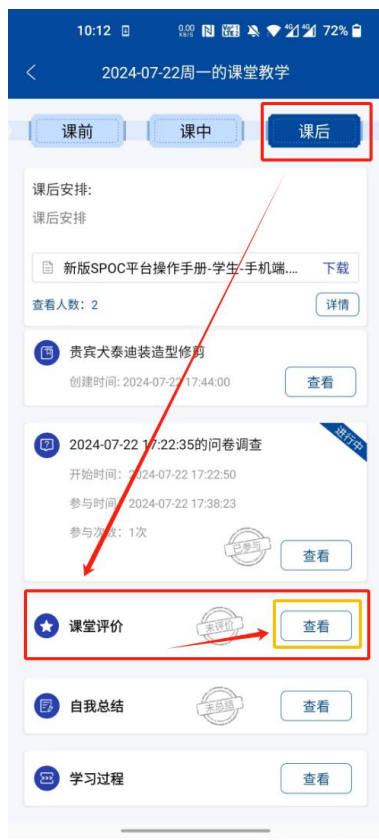 10:12 0.00 KB/S 4G 4G 72%
2024-07-22周一的课堂教学
课前 课中 课后
课后安排:
课后安排
新版SPOC平台操作手册-学生-手机端.... 下载
查看人数：2 详情
贵宾犬泰迪装造型修剪
创建时间: 2024-07-22 17:44:00 查看
2024-07-22 17:22:35的问卷调查 进行中
开始时间：2024-07-22 17:22:50
参与时间：2024-07-22 17:38:23
参与次数：1次 已参与 查看
课堂评价 未评价 查看
自我总结 未总结 查看
学习过程 查看